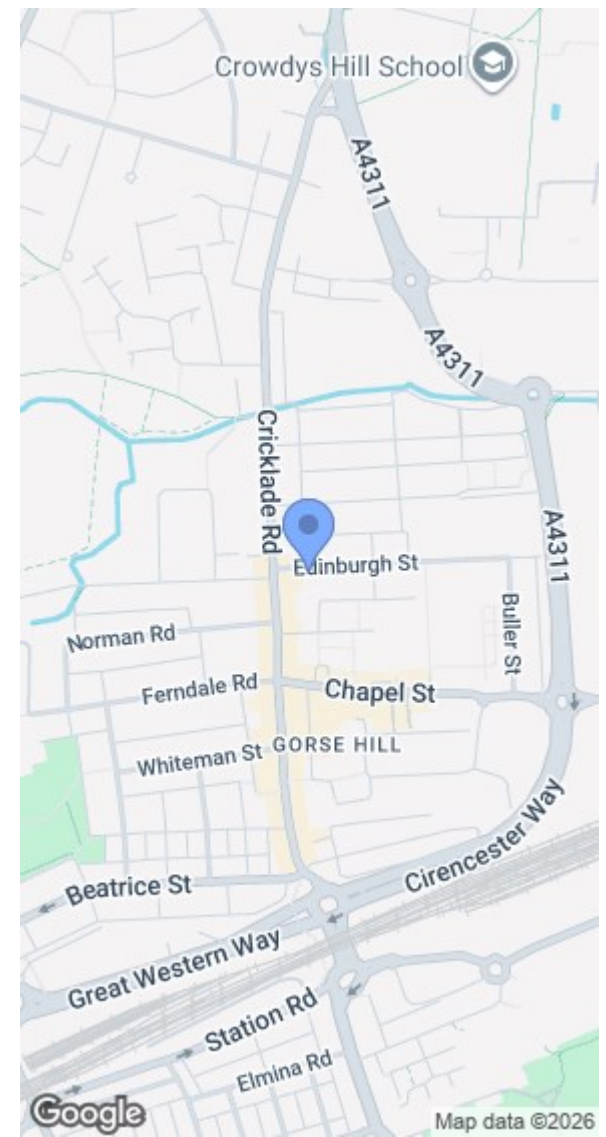 Crowdys Hill School
A4311
A4311
Cricklade Rd
A4311
Edinburgh St
Buller St
Norman Rd
Ferndale Rd
Chapel St
Whiteman St
GORSE HILL
Cirencester Way
Beatrice St
Great Western Way
Station Rd
Elmina Rd
Google
Map data ©2026